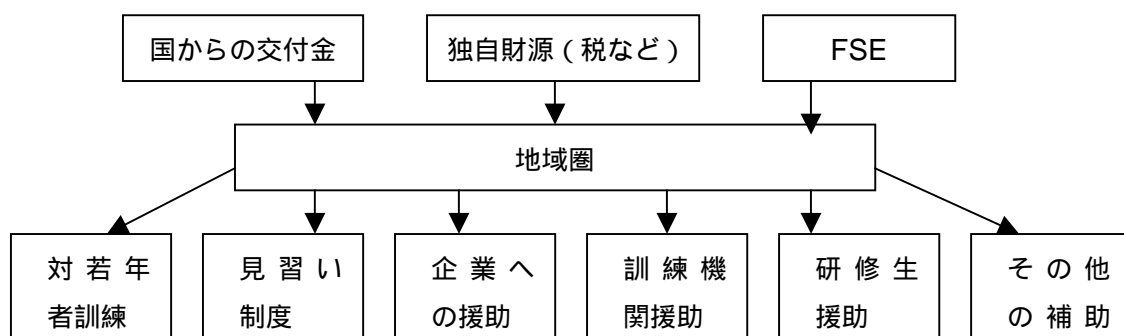 国からの交付金
独自財源(税など)
FSE
地域圏
対若年
者訓練
見習い
制度
企業へ
の援助
訓練機
関援助
研修生
援助
その他
の補助